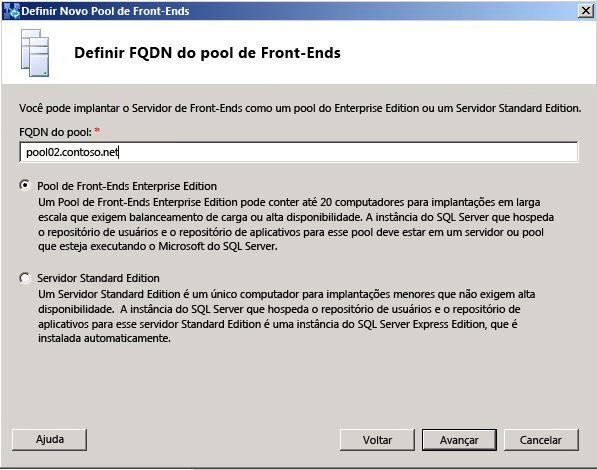 Definir Novo Pool de Front-Ends
Definir FQDN do pool de Front-Ends
Você pode implantar o Servidor de Front-Ends como um pool do Enterprise Edition ou um Servidor Standard Edition.
FQDN do pool: *
pool02.contoso.net
Pool de Front-Ends Enterprise Edition
Um Pool de Front-Ends Enterprise Edition pode conter até 20 computadores para implantações em larga
escala que exigem balanceamento de carga ou alta disponibilidade. A instância do SQL Server que hospeda
o repositório de usuários e o repositório de aplicativos para esse pool deve estar em um servidor ou pool
que esteja executando o Microsoft do SQL Server.
Servidor Standard Edition
Um Servidor Standard Edition é um único computador para implantações menores que não exigem alta
disponibilidade. A instância do SQL Server que hospeda o repositório de usuários e o repositório de
aplicativos para esse servidor Standard Edition é uma instância do SQL Server Express Edition, que é
instalada automaticamente.
Ajuda
Voltar
Avançar
Cancelar